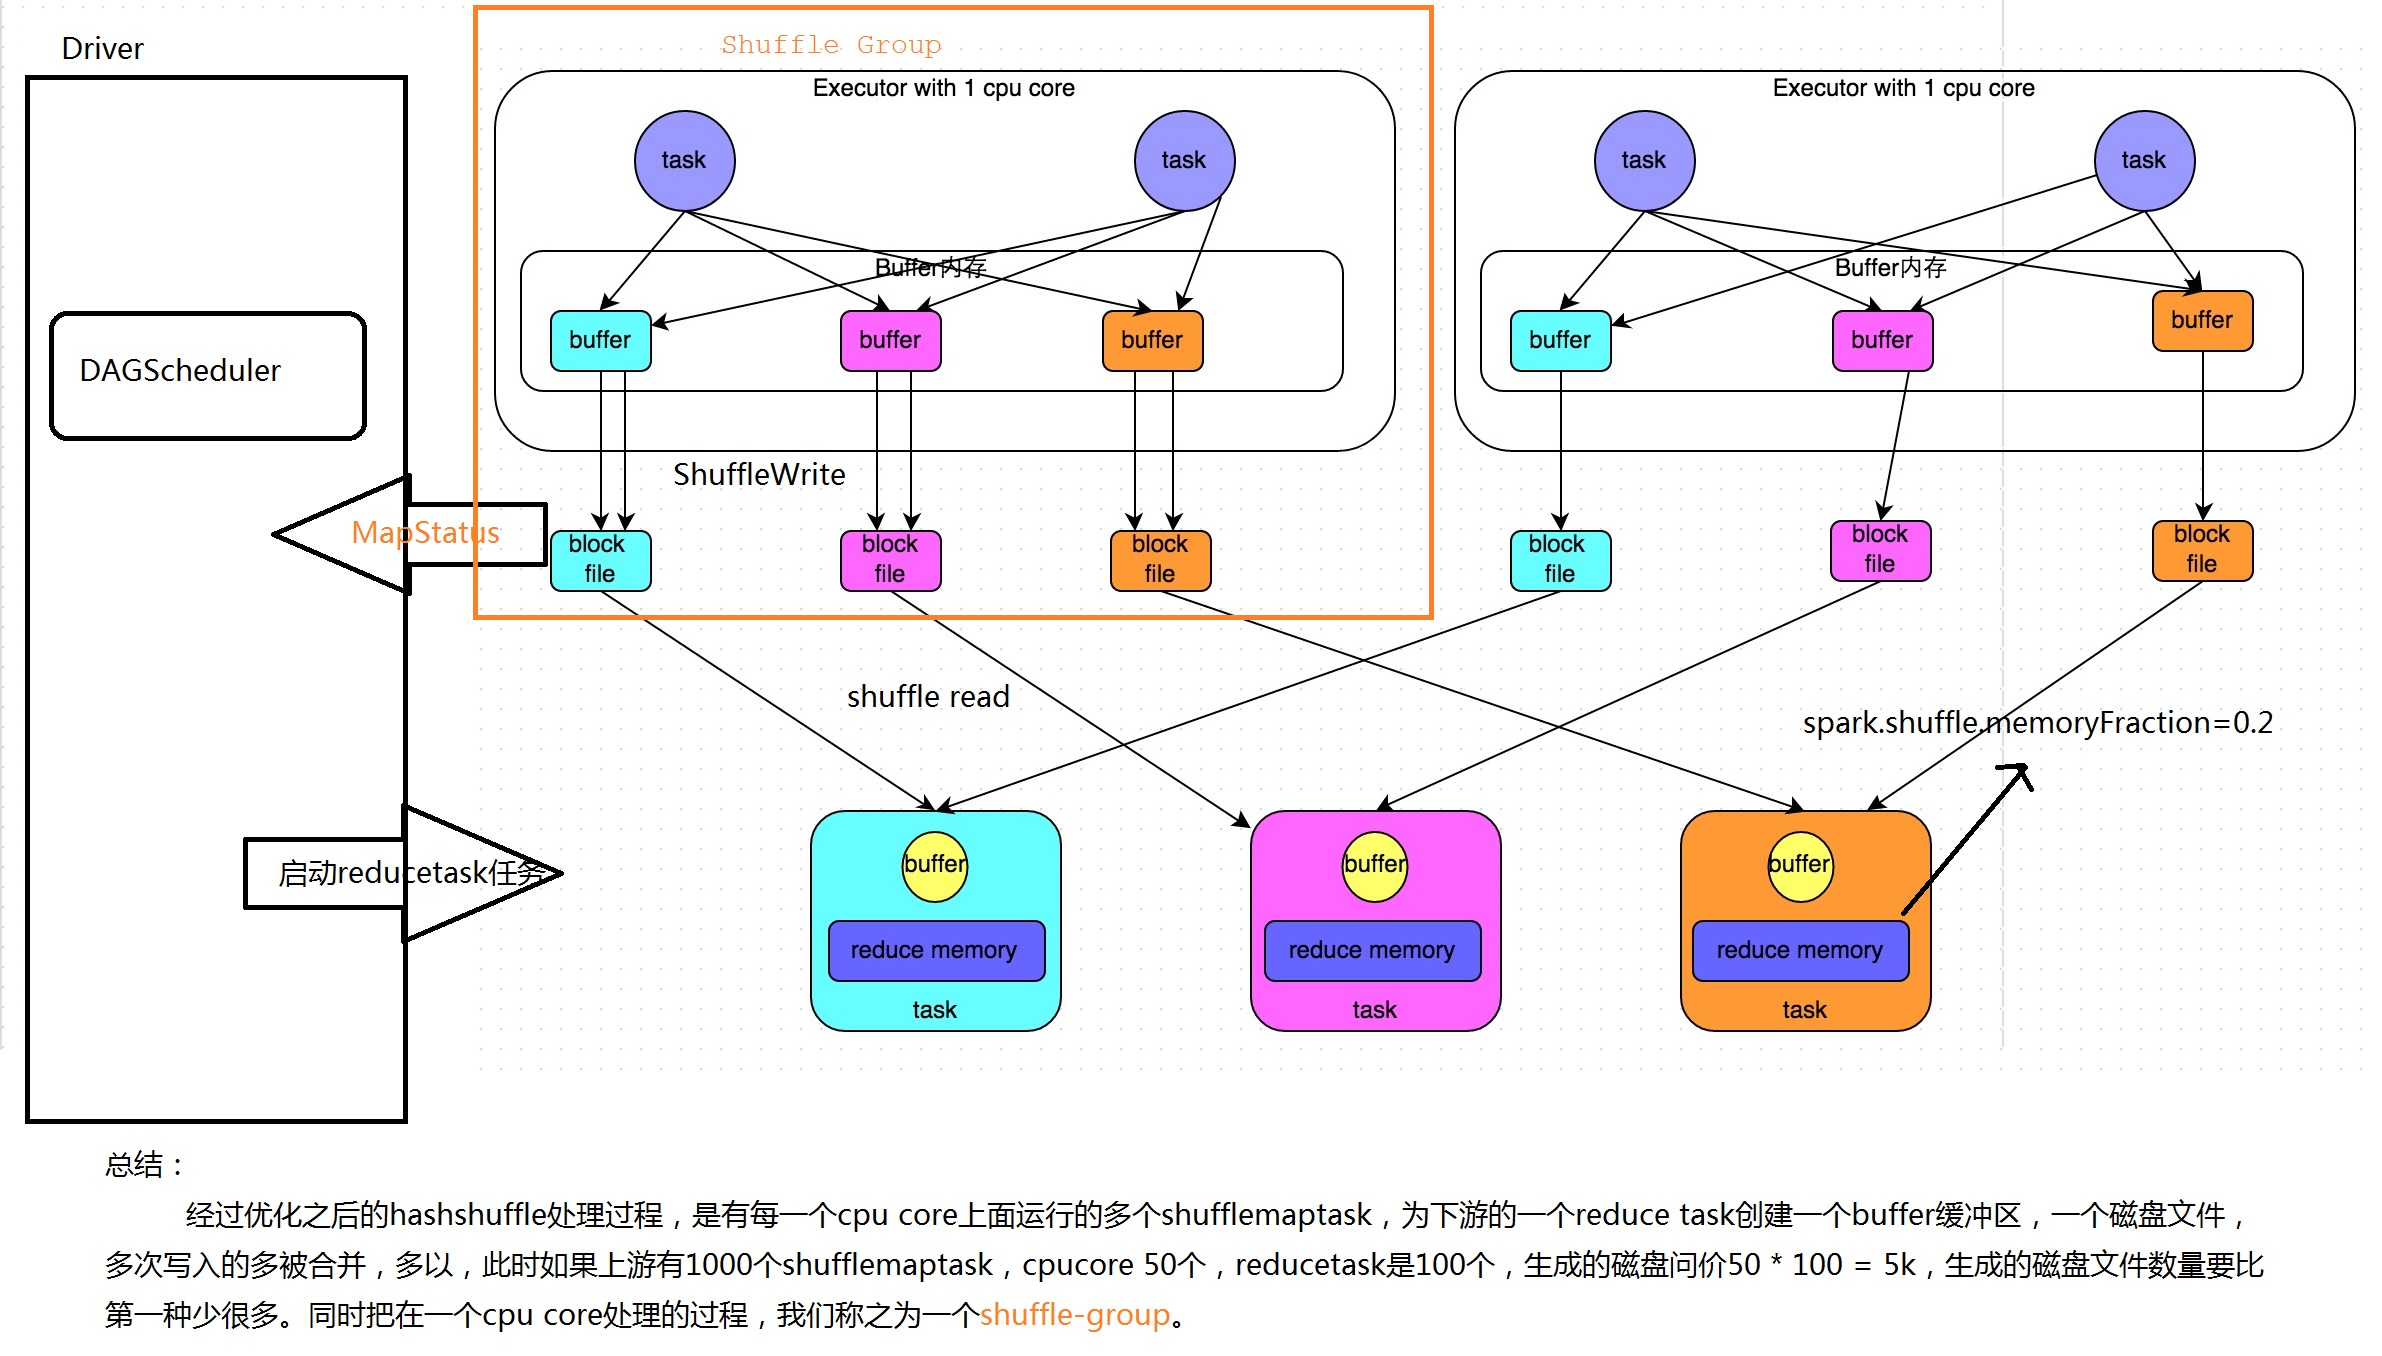 Driver
Shuffle Group
Executor with 1 cpu core
Executor with 1 cpu core
task
task
task
task
Buffer内存
Buffer内存
buffer
buffer
buffer
buffer
buffer
buffer
DAGScheduler
ShuffleWrite
MapStatus
block
file
block
file
block
file
block
file
block
file
block
file
shuffle read
spark.shuffle.memoryFraction=0.2
启动reducetask任务
buffer
buffer
buffer
reduce memory
reduce memory
reduce memory
task
task
task
总结：
经过优化之后的hashshuffle处理过程，是有每一个cpu core上面运行的多个shufflemaptask，为下游的一个reduce task创建一个buffer缓冲区，一个磁盘文件，
多次写入的多被合并，多以，此时如果上游有1000个shufflemaptask，cpucore 50个，reducetask是100个，生成的磁盘问价50 * 100 = 5k，生成的磁盘文件数量要比
第一种少很多。同时把在一个cpu core处理的过程，我们称之为一个shuffle-group。